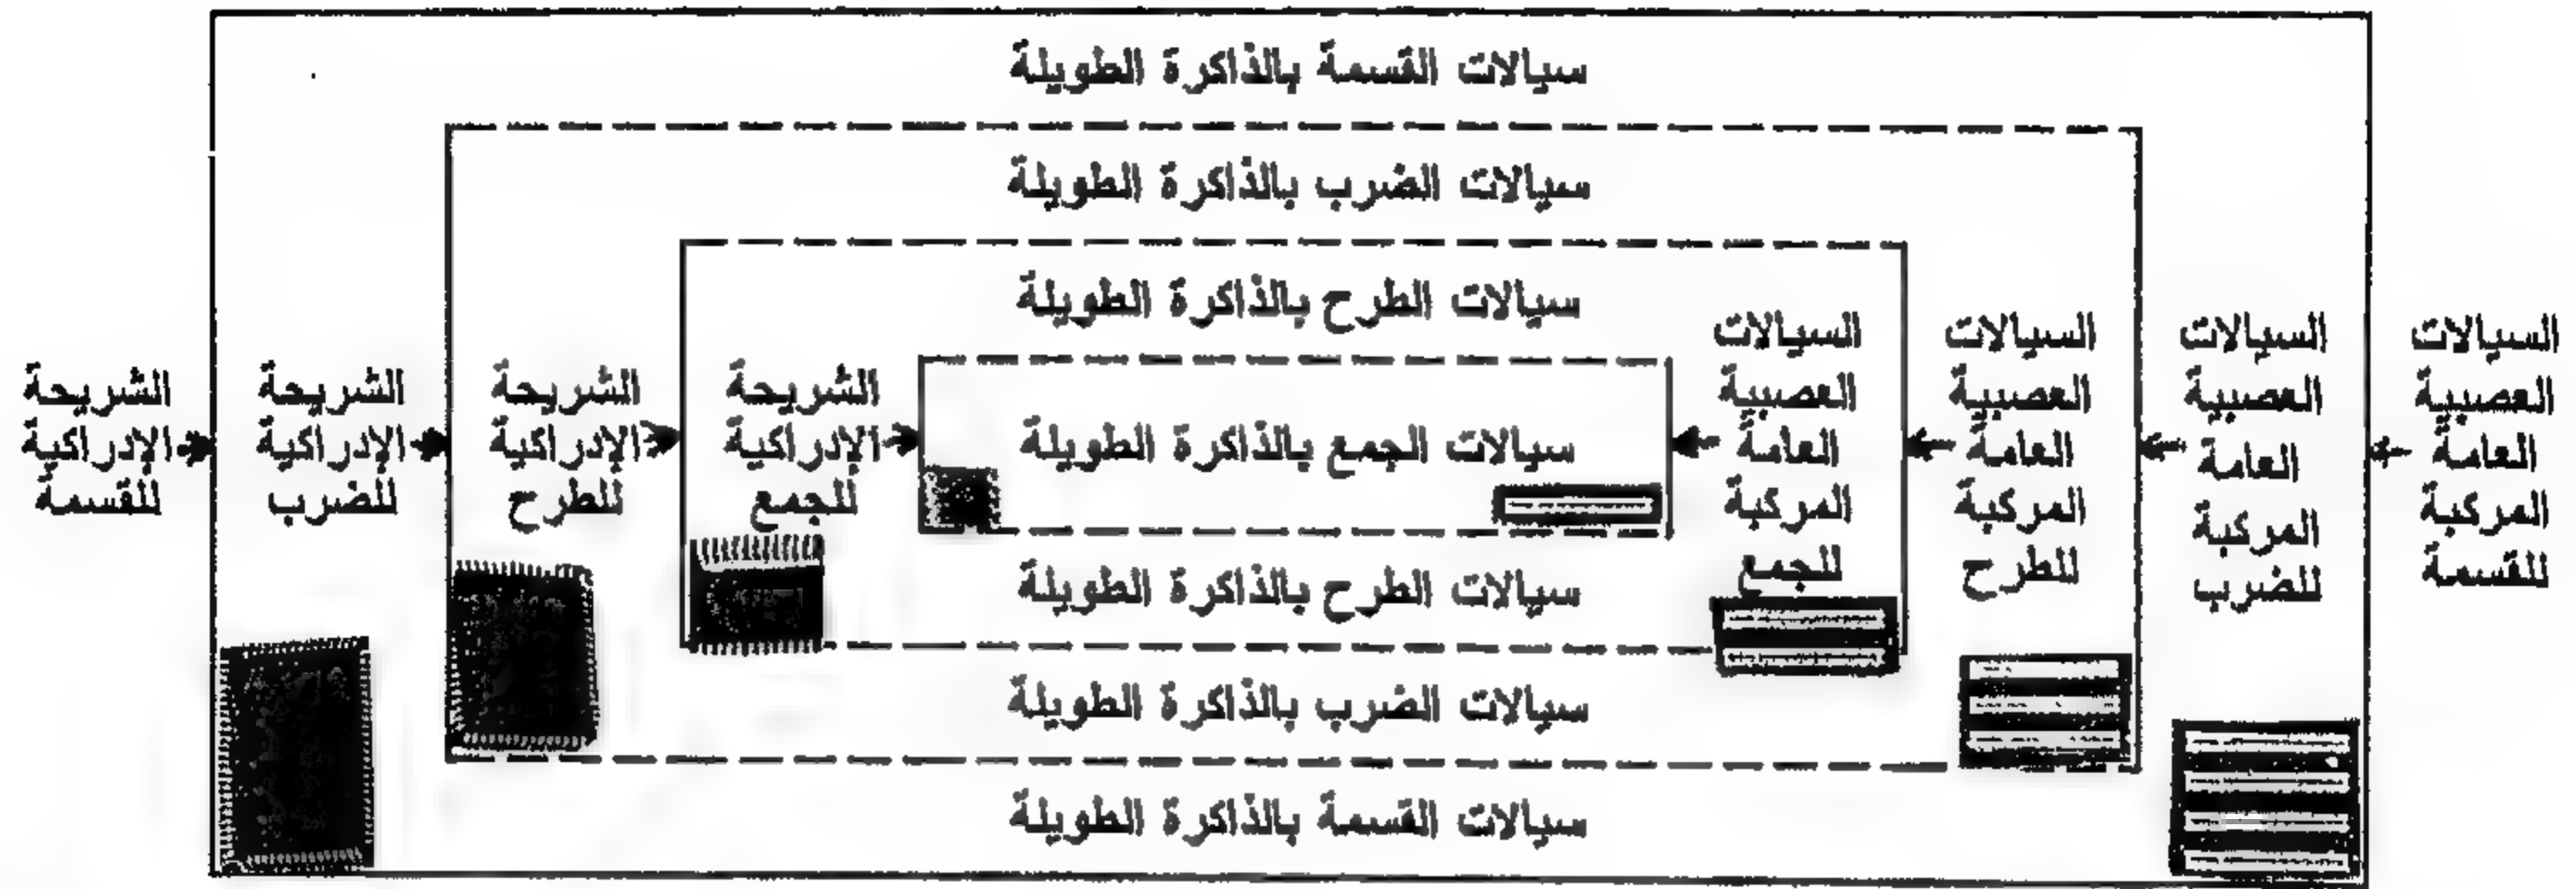 سيالات القسمة بالذاكرة الطويلة
سيالات الضرب بالذاكرة الطويلة
سيالات الطرح بالذاكرة الطويلة
سيالات الجمع بالذاكرة الطويلة
سيالات الطرح بالذاكرة الطويلة
سيالات الضرب بالذاكرة الطويلة
سيالات القسمة بالذاكرة الطويلة
السيالات
العصبية
العامة
المركبة
للقسمة
السيالات
العصبية
العامة
المركبة
للضرب
السيالات
العصبية
العامة
المركبة
للطرح
السيالات
العصبية
العامة
المركبة
للجمع
الشريحة
الإدراكية
للجمع
الشريحة
الإدراكية
للطرح
الشريحة
الإدراكية
للضرب
الشريحة
الإدراكية
للقسمة